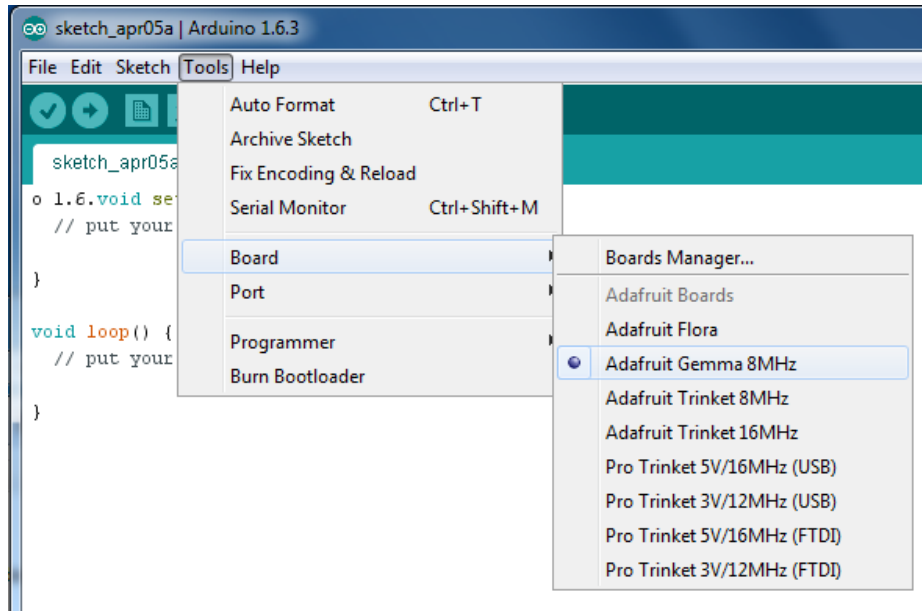 sketch_apr05a | Arduino 1.6.3
File Edit Sketch Tools Help
Auto Format Ctrl+T
Archive Sketch
Fix Encoding & Reload
Serial Monitor Ctrl+Shift+M
Board
Port
Programmer
Burn Bootloader
Boards Manager...
Adafruit Boards
Adafruit Flora
Adafruit Gemma 8MHz
Adafruit Trinket 8MHz
Adafruit Trinket 16MHz
Pro Trinket 5V/16MHz (USB)
Pro Trinket 3V/12MHz (USB)
Pro Trinket 5V/16MHz (FTDI)
Pro Trinket 3V/12MHz (FTDI)
sketch_apr05a
o 1.6.void se
// put your
}
void loop() {
// put your
}